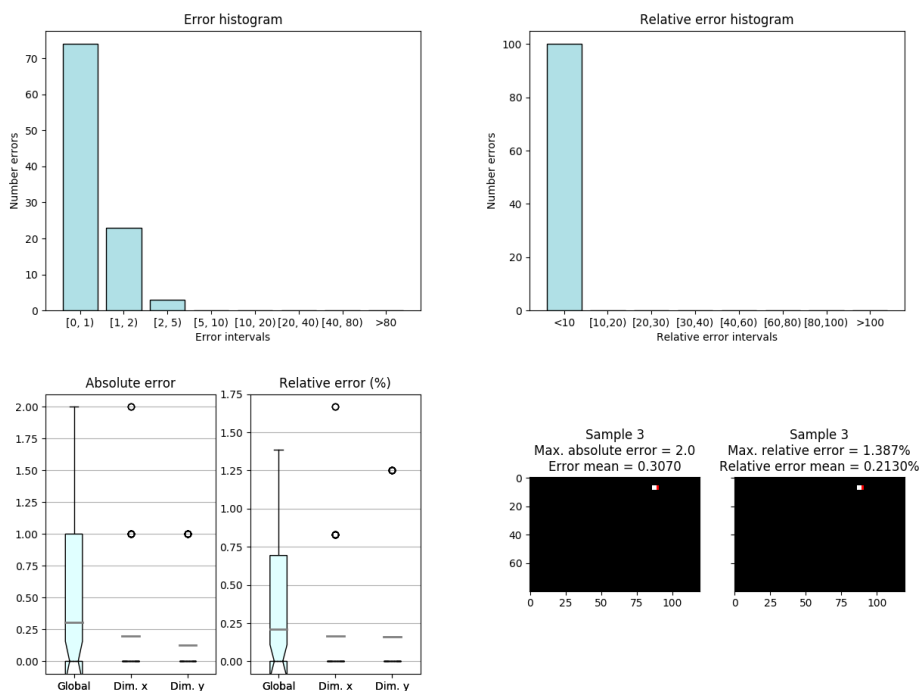 Error histogram
Number errors
70
60
50
40
30
20
10
0
[0, 1) [1, 2) [2, 5) [5, 10) [10, 20) [20, 40) [40, 80) >80
Error intervals
Relative error histogram
Number errors
100
80
60
40
20
0
<10 [10,20) [20,30) [30,40) [40,60) [60,80) [80,100) >100
Relative error intervals
Absolute error
2.00
1.75
1.50
1.25
1.00
0.75
0.50
0.25
0.00
Global Dim. x Dim. y
Relative error (%)
1.75
1.50
1.25
1.00
0.75
0.50
0.25
0.00
Global Dim. x Dim. y
Sample 3
Max. absolute error = 2.0
Error mean = 0.3070
0
20
40
60
0 25 50 75 100
Sample 3
Max. relative error = 1.387%
Relative error mean = 0.2130%
0 25 50 75 100